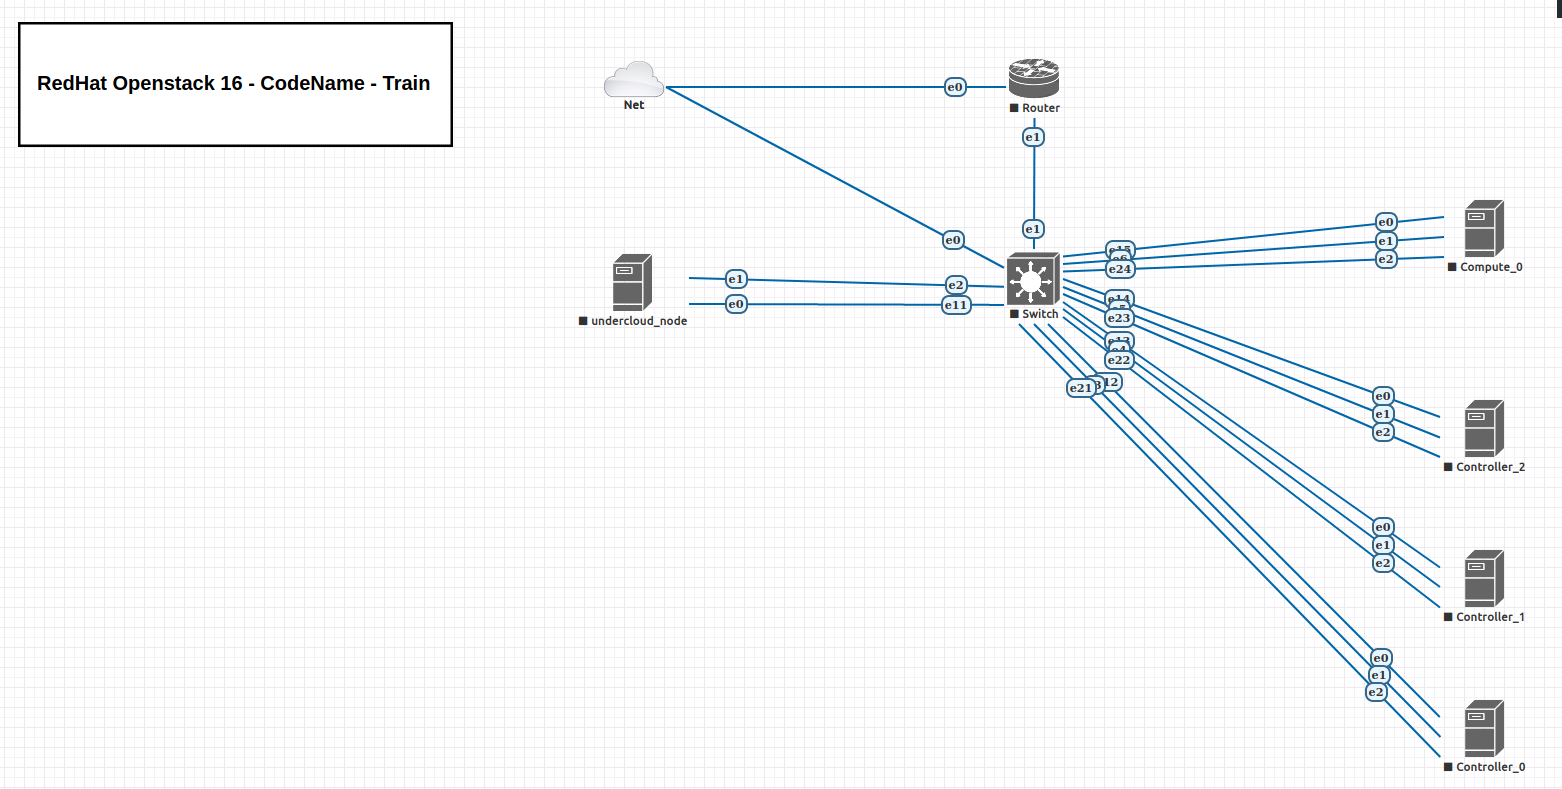 RedHat Openstack 16 - CodeName - Train
Net
e0
Router
e1
e0
e1
e15
e6
e24
e0
e1
e2
Compute_0
undercloud_node
e1
e0
e2
e11
Switch
e14
e23
e0
e1
e2
Controller_2
e13
e4
e22
e0
e1
e2
Controller_1
e21
3
12
e0
e1
e2
Controller_0